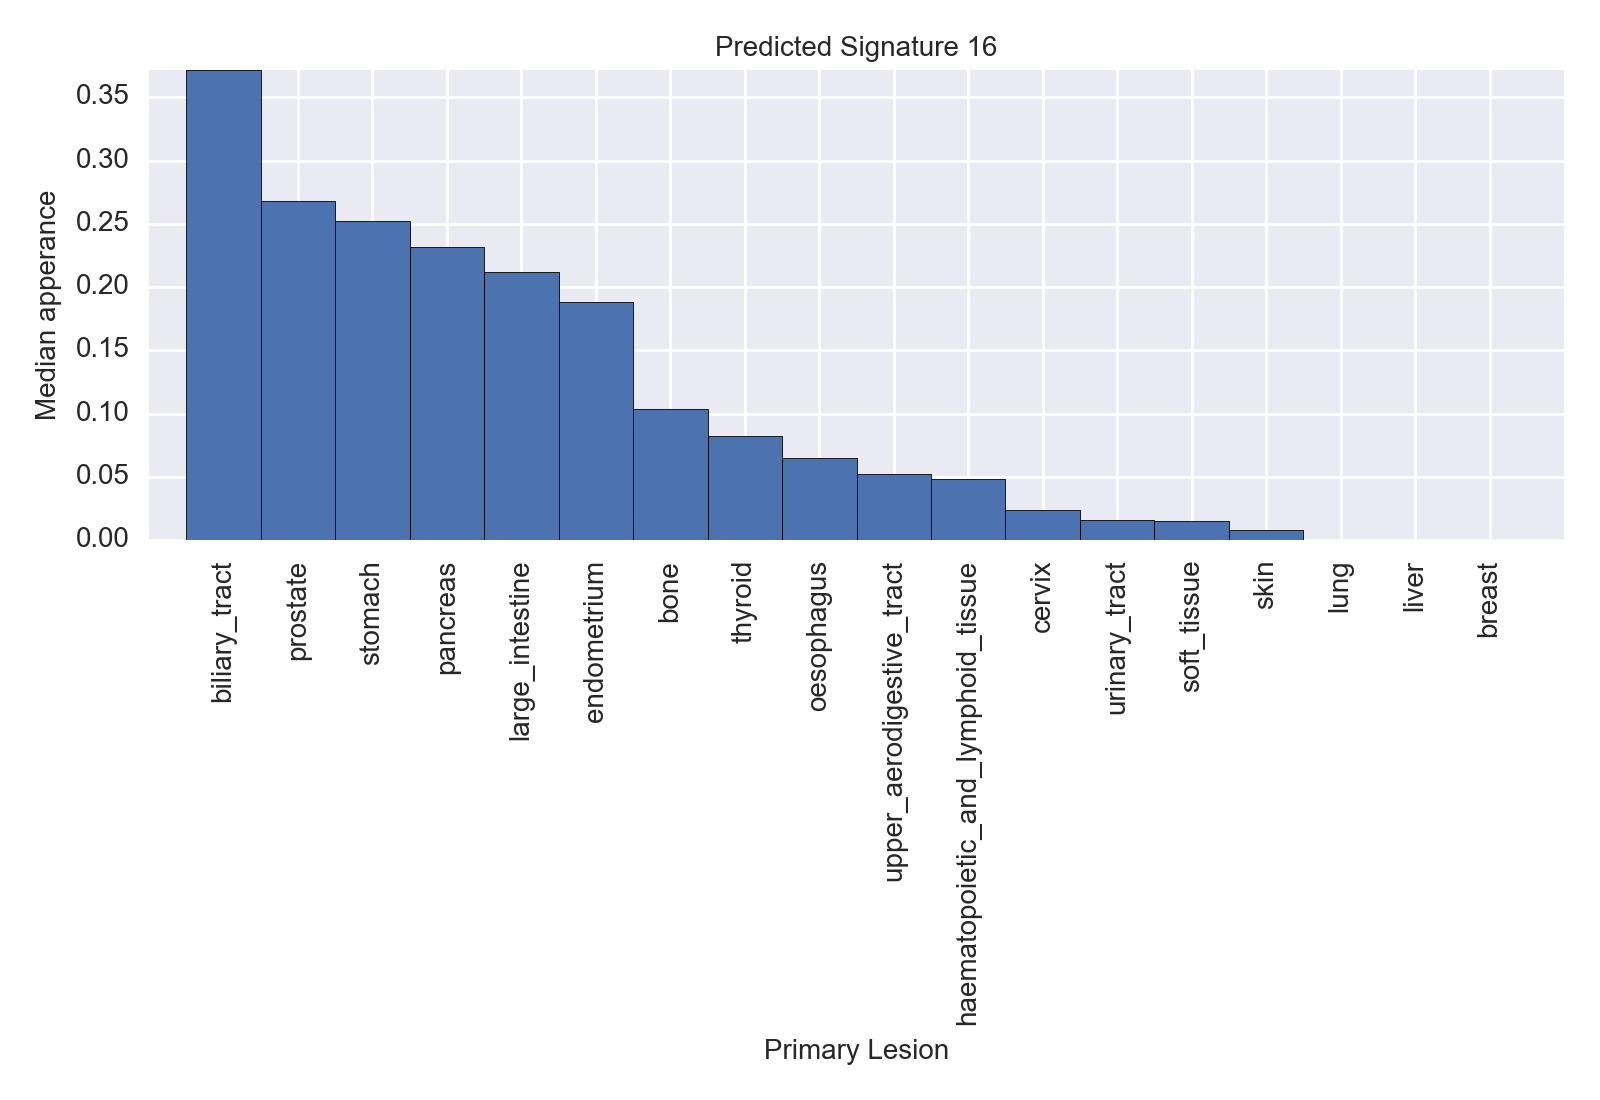 Predicted Signature 16
Median apperance
0.35
0.30
0.25
0.20
0.15
0.10
0.05
0.00
biliary_tract
prostate
stomach
pancreas
large_intestine
endometrium
bone
thyroid
oesophagus
upper_aerodigestive_tract
haematopoietic_and_lymphoid_tissue
cervix
urinary_tract
soft_tissue
skin
lung
liver
breast
Primary Lesion